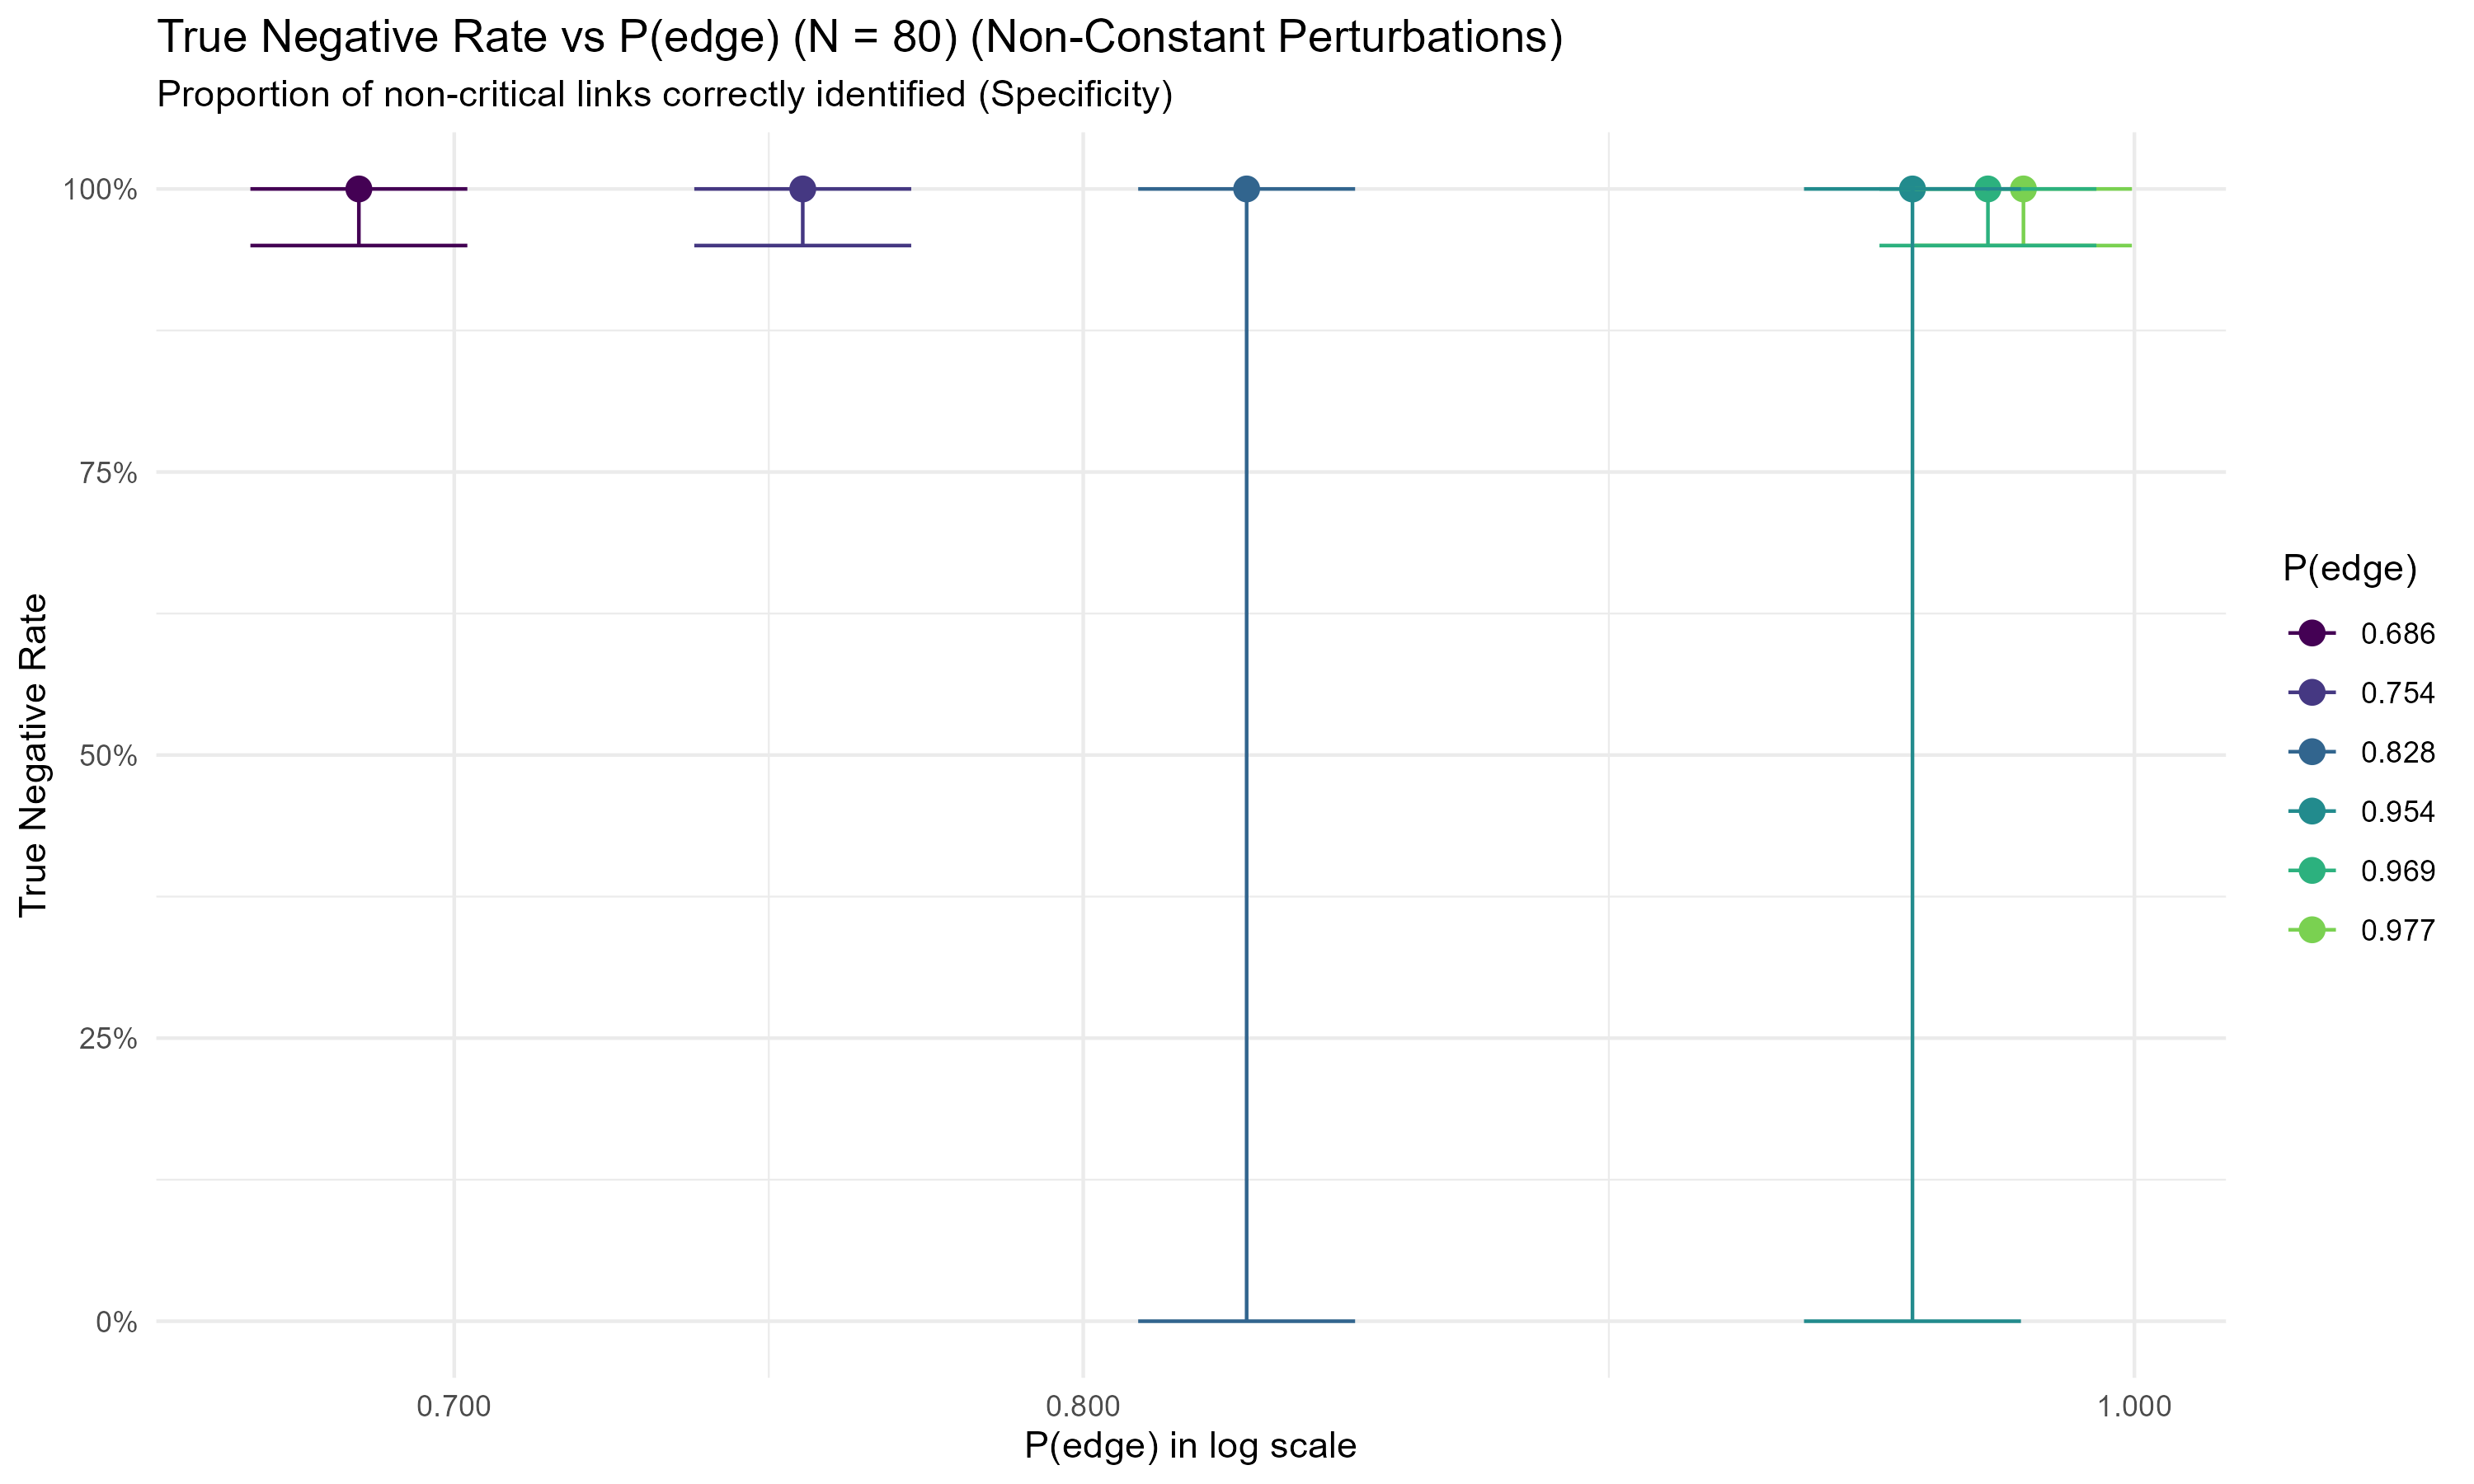 True Negative Rate vs P(edge) (N = 80) (Non-Constant Perturbations)
Proportion of non-critical links correctly identified (Specificity)
True Negative Rate
100%
75%
50%
25%
0%
0.700
0.800
1.000
P(edge) in log scale
P(edge)
0.686
0.754
0.828
0.954
0.969
0.977